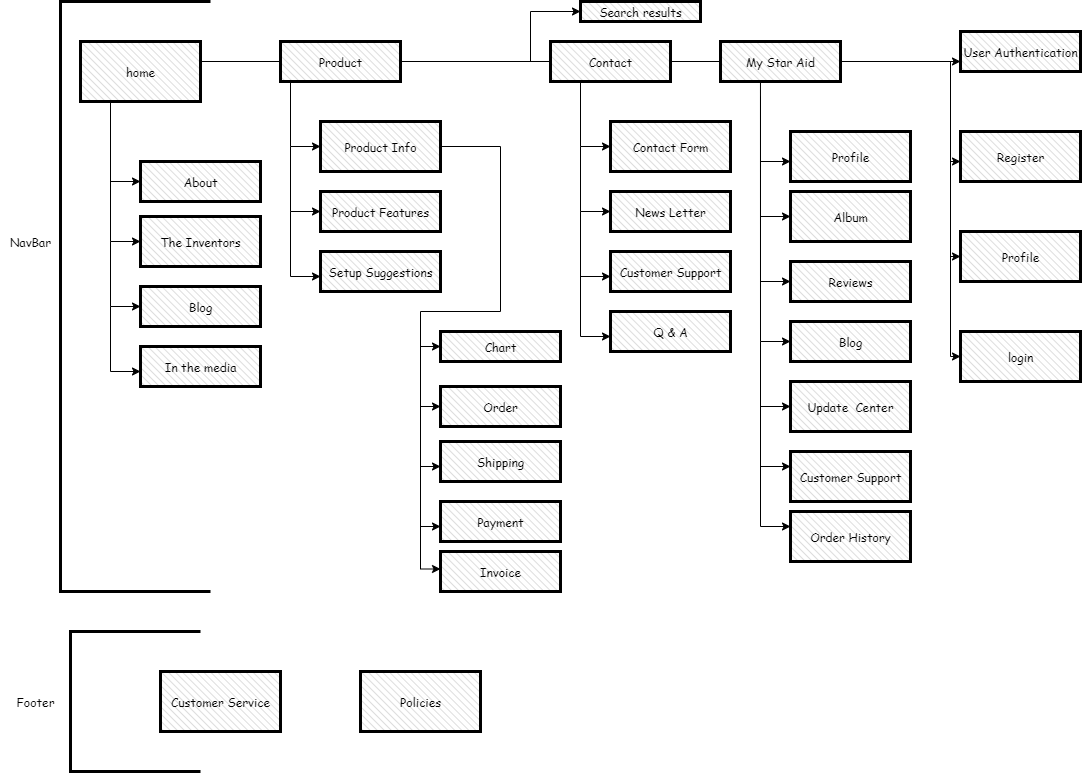 Search results
home
Product
Contact
My Star Aid
User Authentication
Product Info
Contact Form
Profile
Register
About
Product Features
News Letter
Album
NavBar
The Inventors
Setup Suggestions
Customer Support
Reviews
Profile
Blog
Chart
Q & A
Blog
login
In the media
Order
Update Center
Shipping
Customer Support
Payment
Order History
Invoice
Footer
Customer Service
Policies